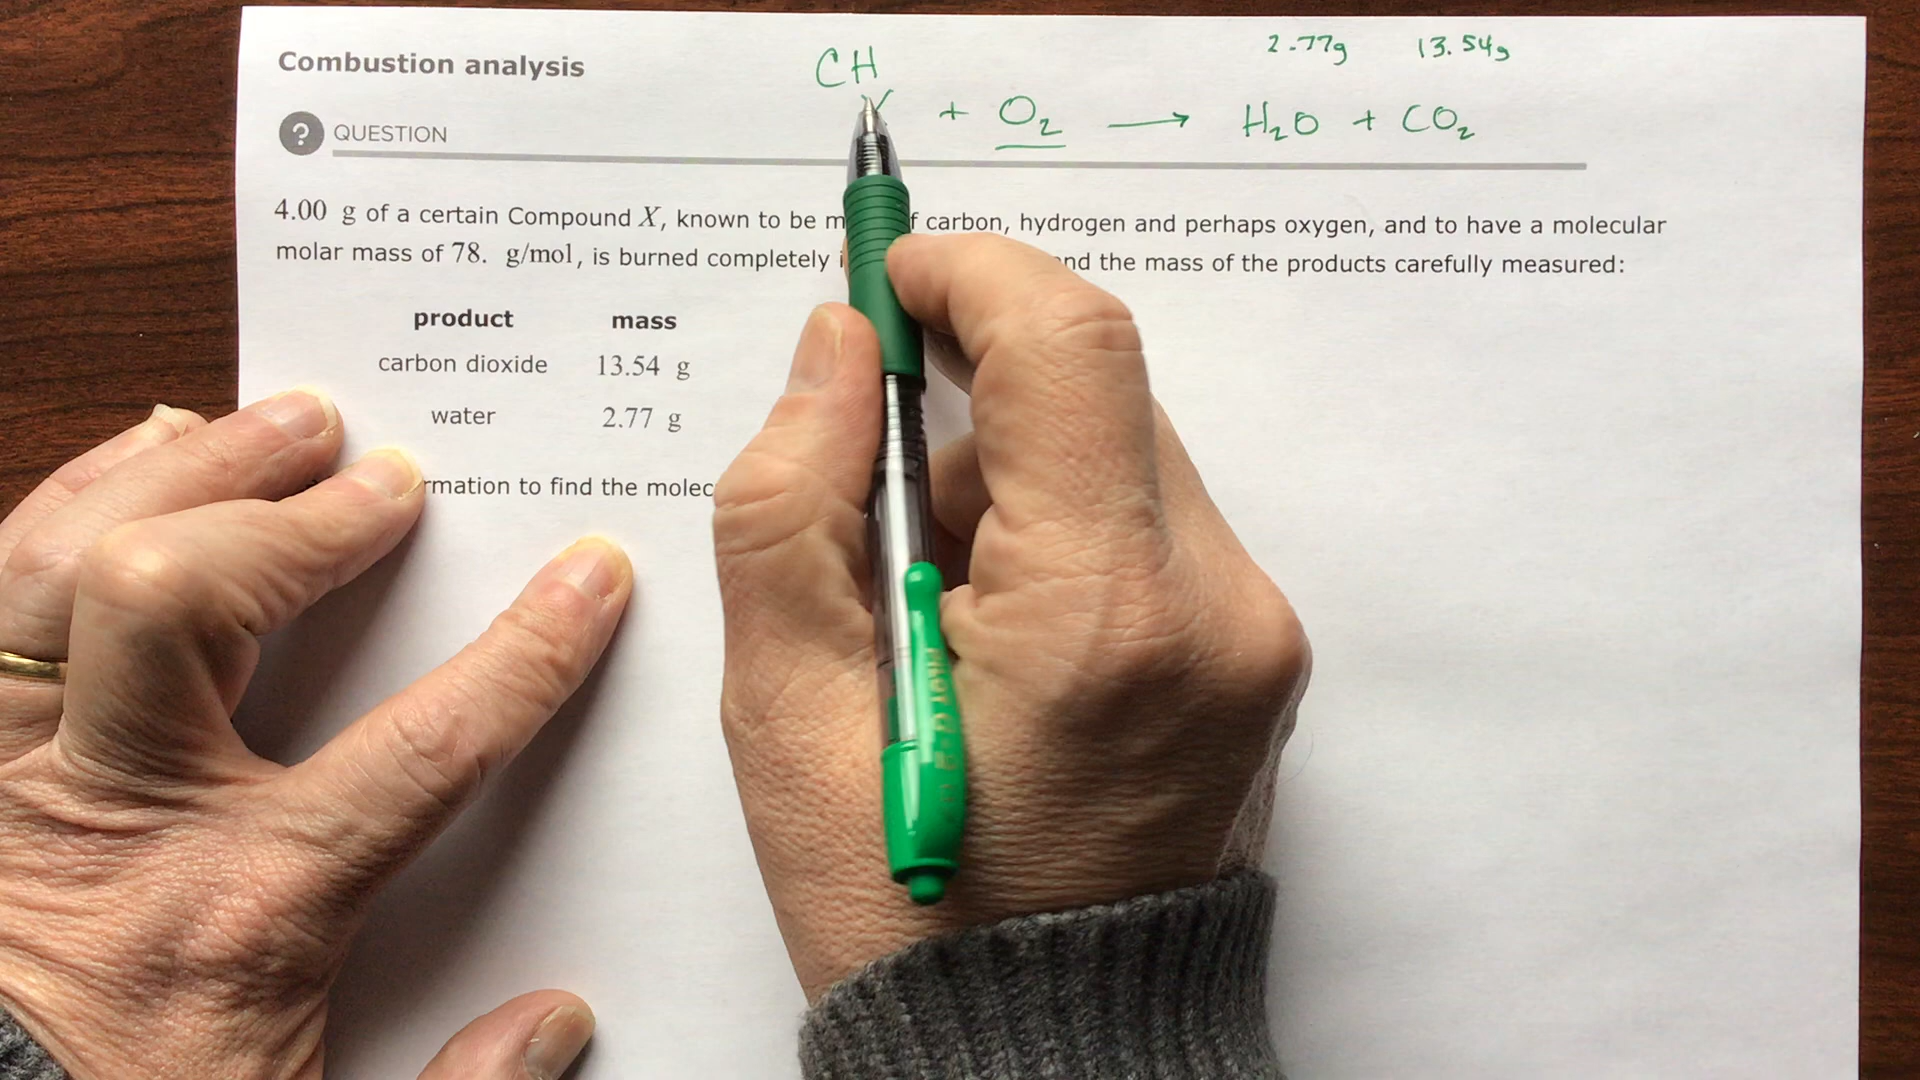 2.77g 13.54g
Combustion analysis CH
+ O₂ → H₂O + CO₂
? QUESTION
4.00 g of a certain Compound X, known to be m f carbon, hydrogen and perhaps oxygen, and to have a molecular
molar mass of 78. g/mol, is burned completely i nd the mass of the products carefully measured:
product mass
carbon dioxide 13.54 g
water 2.77 g
rmation to find the molec
PILOT G-2